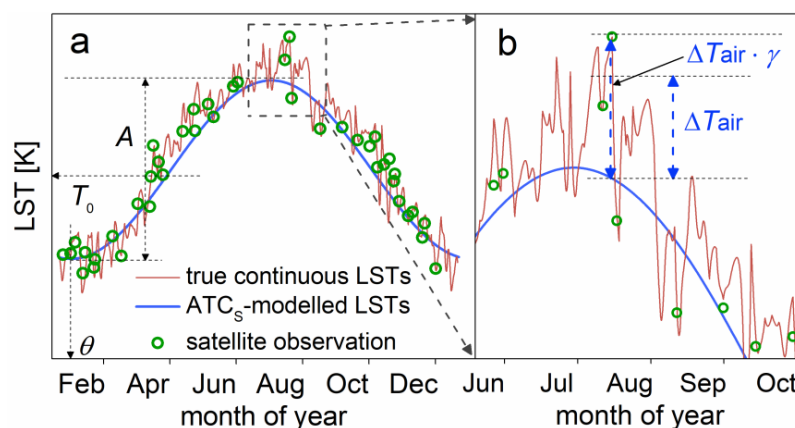 a
b
ΔTair · γ
ΔTair
A
T0
θ
LST [K]
true continuous LSTs
ATCS-modelled LSTs
satellite observation
Feb Apr Jun Aug Oct Dec
month of year
Jun Jul Aug Sep Oct
month of year